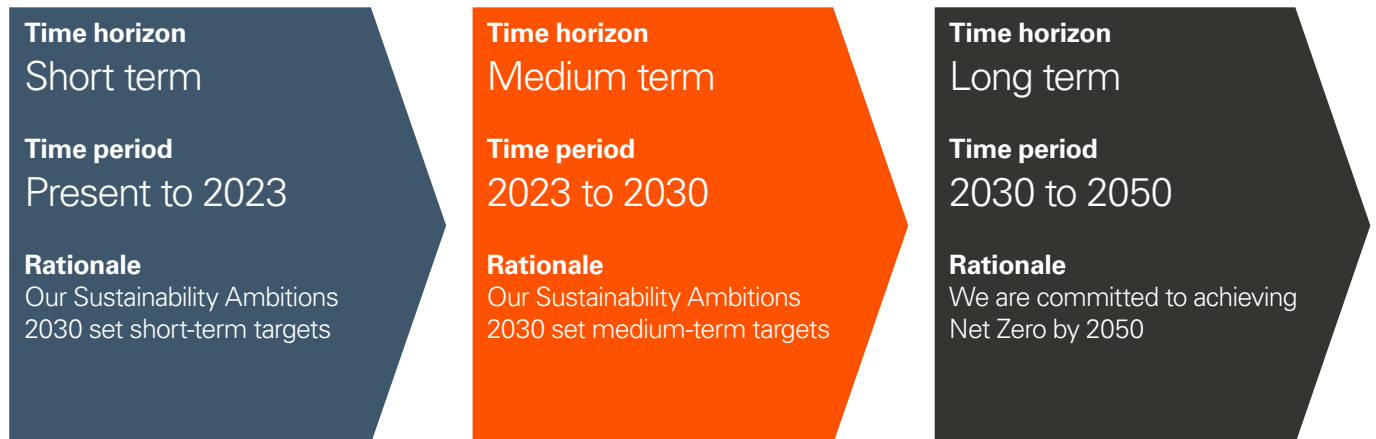 Time horizon
Short term
Time period
Present to 2023
Rationale
Our Sustainability Ambitions
2030 set short-term targets
Time horizon
Medium term
Time period
2023 to 2030
Rationale
Our Sustainability Ambitions
2030 set medium-term targets
Time horizon
Long term
Time period
2030 to 2050
Rationale
We are committed to achieving
Net Zero by 2050